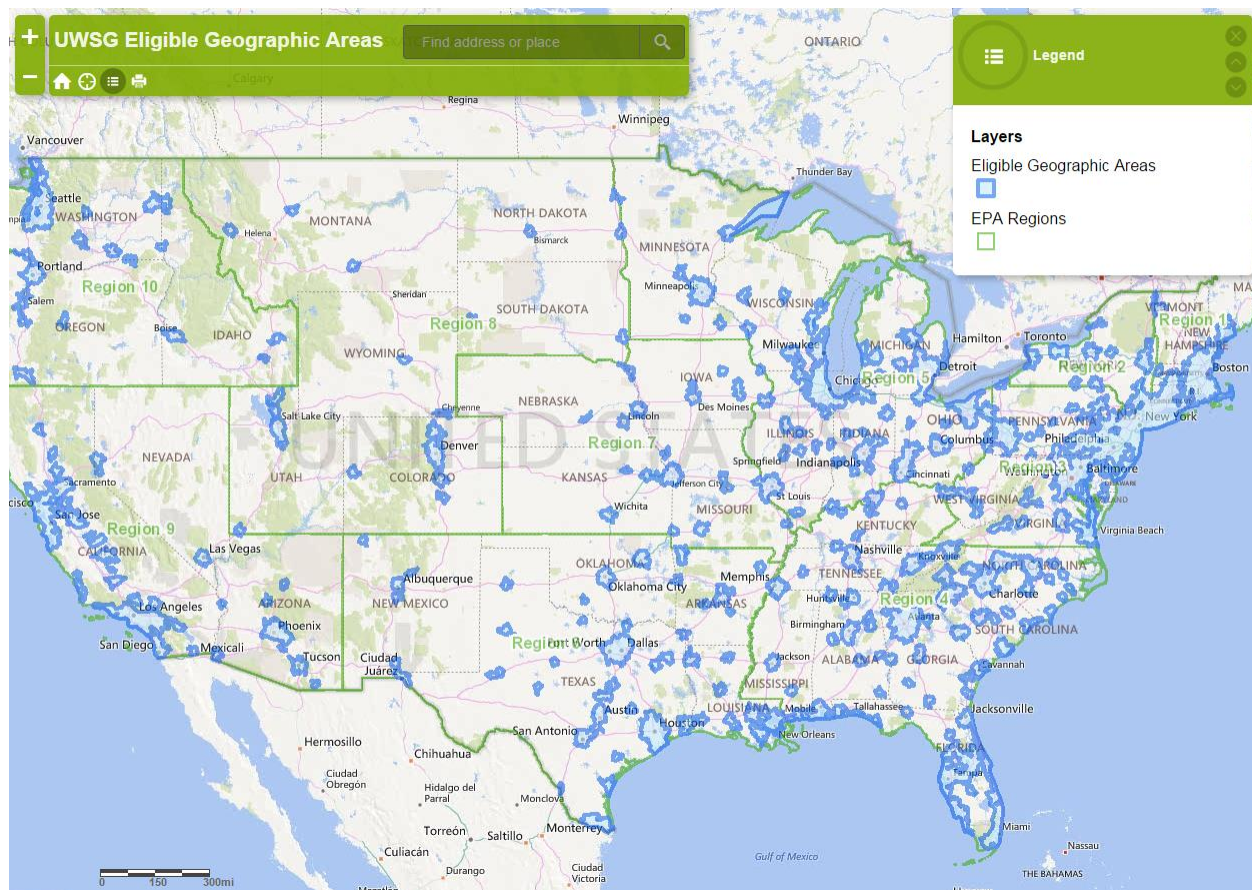 +
UWSG Eligible Geographic Areas
Find address or place
−
Legend
Layers
Eligible Geographic Areas
EPA Regions
ONTARIO
Calgary
Regina
Winnipeg
Vancouver
Thunder Bay
Seattle
WASHINGTON
Helena
MONTANA
NORTH DAKOTA
Bismarck
MINNESOTA
Portland
Region 10
Sheridan
Minneapolis
WISCONSIN
VERMONT
MA
Salem
OREGON
Boise
IDAHO
Region 8
SOUTH DAKOTA
Region 1
NEW
HAMPSHIRE
WYOMING
Milwaukee
MICHIGAN
Hamilton
Toronto
Detroit
Region 2
Boston
Chicago
Region 5
IOWA
NEBRASKA
Des Moines
Cheyenne
Lincoln
Salt Lake City
UNITED STATES
OHIO
PENNSYLVANIA
New York
Denver
Region 7
ILLINOIS
INDIANA
Columbus
Philadelphia
NEVADA
UTAH
COLORADO
KANSAS
Springfield
Indianapolis
Cincinnati
Region 3
Washington
Baltimore
DELAWARE
MARYLAND
Sacramento
Jefferson City
St Louis
WEST VIRGINIA
cisco
San Jose
Wichita
MISSOURI
Region 9
CALIFORNIA
KENTUCKY
VIRGINIA
Virginia Beach
Las Vegas
Nashville
Knoxville
OKLAHOMA
NORTH CAROLINA
Albuquerque
Oklahoma City
Memphis
TENNESSEE
Los Angeles
ARIZONA
NEW MEXICO
ARKANSAS
Huntsville
Region 4
Charlotte
Phoenix
Birmingham
Atlanta
SOUTH CAROLINA
San Diego
Mexicali
Tucson
Ciudad
Juárez
Region 6
Fort Worth
Dallas
Jackson
ALABAMA
GEORGIA
Savannah
TEXAS
MISSISSIPPI
Austin
Houston
LOUISIANA
Mobile
Tallahassee
Jacksonville
San Antonio
New Orleans
Hermosillo
Chihuahua
FLORIDA
Tampa
Ciudad
Obregón
Hidalgo del
Parral
Monclova
Torreón
Saltillo
Monterrey
Miami
Culiacán
Nassau
Gulf of Mexico
Durango
Ciudad
Victoria
THE BAHAMAS
0 150 300mi